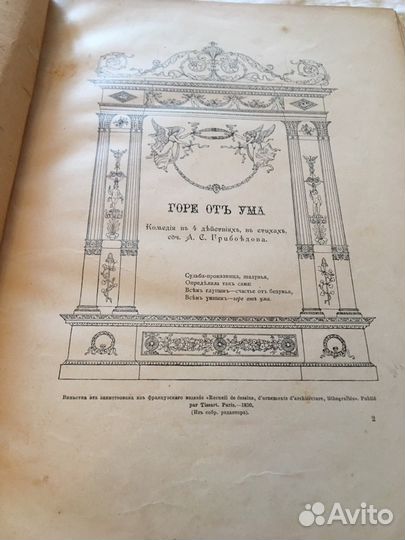 ГОРЕ ОТЪ УМА
Комедія въ 4 дѣйствіяхъ, въ стихахъ,
соч. А. С. Грибоѣдова.
Судьба-проказница, шалунья,
Опредѣлила такъ сама:
Всѣмъ глупымъ—счастье отъ безумья,
Всѣмъ умнымъ—горе отъ ума.
Виньетка эта заимствована изъ французскаго изданія «Recueil de dessins, d'ornements d'architecture, lithographiés». Publié
par Tissart. Paris.—1830.
(Изъ собр. редактора).
2
Avito